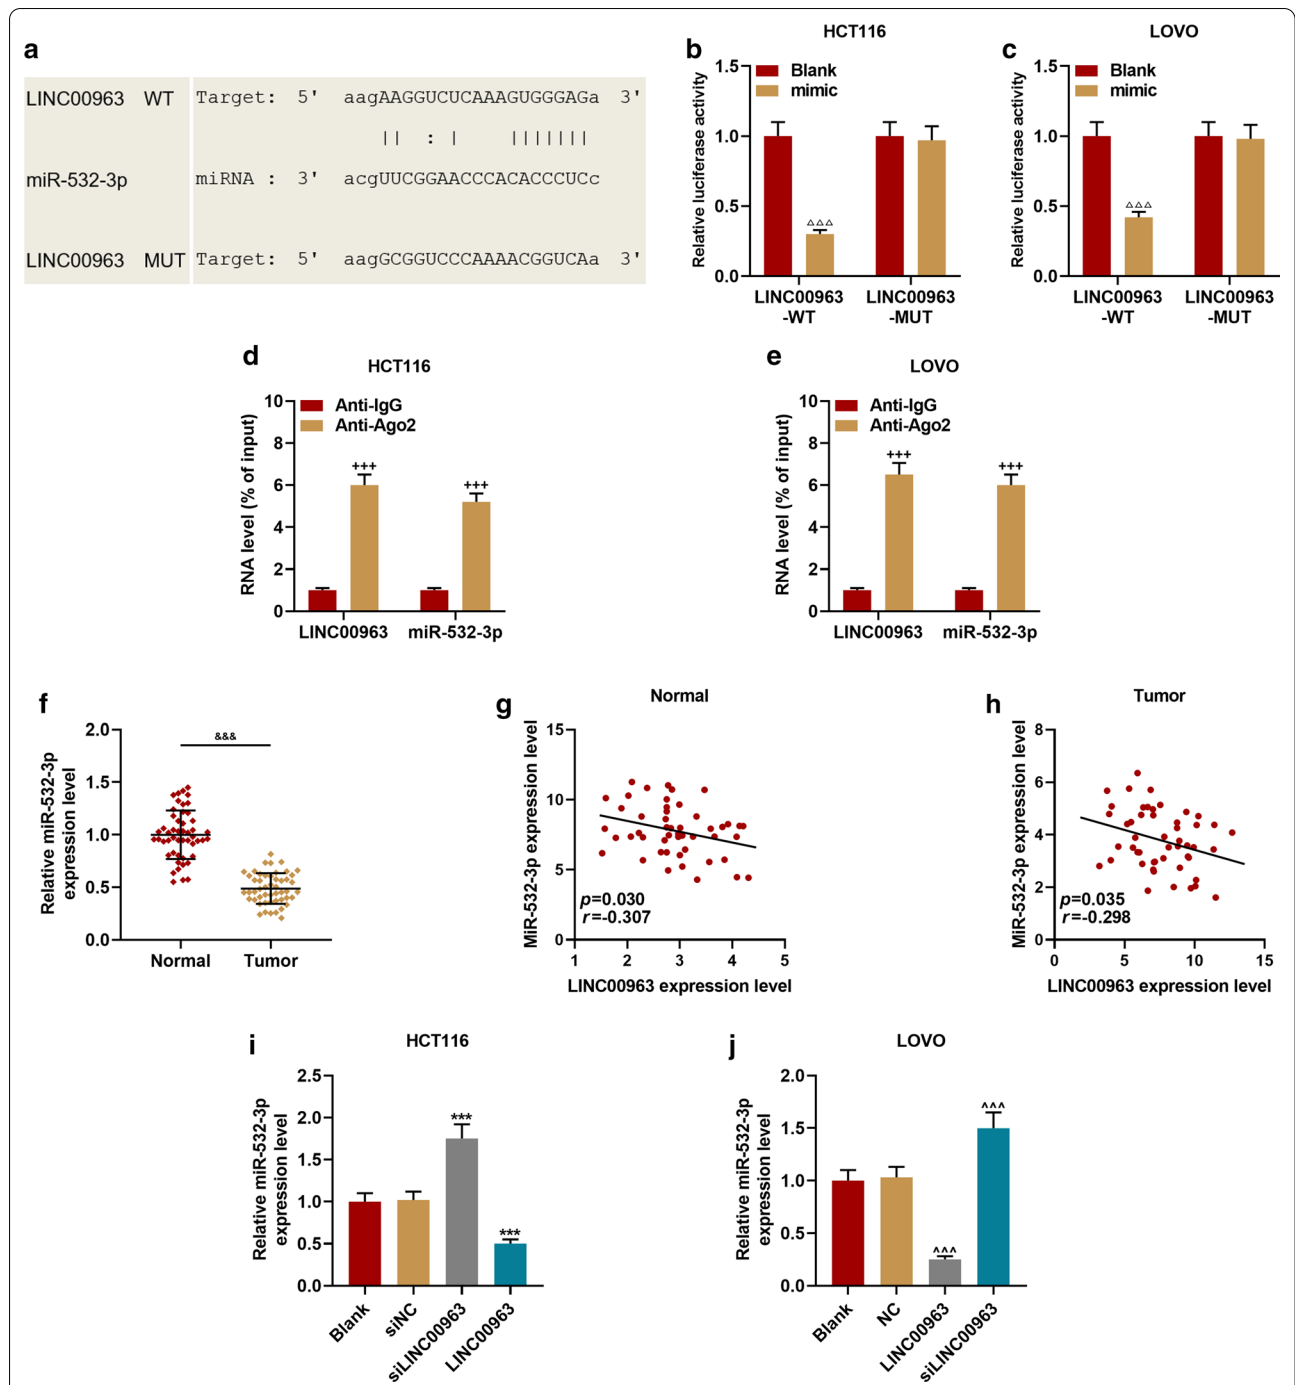 a
LINC00963 WT Target: 5' aagAAGGUCUCAAAGUGGGAGa 3'
|| : | |||||||
miR-532-3p miRNA : 3' acgUUCGGAACCCACACCCUCc
LINC00963 MUT Target: 5' aagGCGGUCCCAAAACGGUCAa 3'
b
HCT116
Relative luciferase activity
Blank
mimic
1.5
1.0
0.5
0.0
△△△
LINC00963
-WT
LINC00963
-MUT
c
LOVO
Relative luciferase activity
Blank
mimic
1.5
1.0
0.5
0.0
△△△
LINC00963
-WT
LINC00963
-MUT
d
HCT116
RNA level (% of input)
Anti-IgG
Anti-Ago2
10
8
6
4
2
0
+++
+++
LINC00963 miR-532-3p
e
LOVO
RNA level (% of input)
Anti-IgG
Anti-Ago2
10
8
6
4
2
0
+++
+++
LINC00963 miR-532-3p
f
Relative miR-532-3p
expression level
2.0
1.5
1.0
0.5
0.0
&&&
Normal Tumor
g
Normal
MiR-532-3p expression level
15
10
5
0
p=0.030
r=-0.307
1 2 3 4 5
LINC00963 expression level
h
Tumor
MiR-532-3p expression level
8
6
4
2
0
p=0.035
r=-0.298
0 5 10 15
LINC00963 expression level
i
HCT116
Relative miR-532-3p
expression level
2.5
2.0
1.5
1.0
0.5
0.0
***
***
Blank
siNC
siLINC00963
LINC00963
j
LOVO
Relative miR-532-3p
expression level
2.0
1.5
1.0
0.5
0.0
^^^
^^^
Blank
NC
LINC00963
siLINC00963